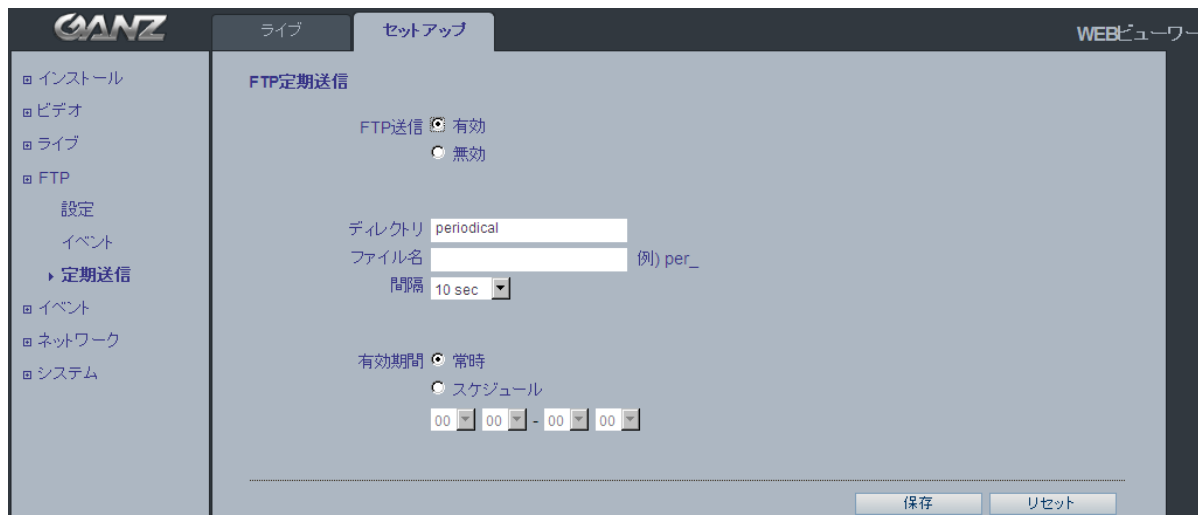 GANZ
ライブ
セットアップ
WEBビューワー
インストール
ビデオ
ライブ
FTP
設定
イベント
定期送信
イベント
ネットワーク
システム
FTP定期送信
FTP送信 有効
無効
ディレクトリ periodical
ファイル名 例) per_
間隔 10 sec
有効期間 常時
スケジュール
00 00 - 00 00
保存 リセット